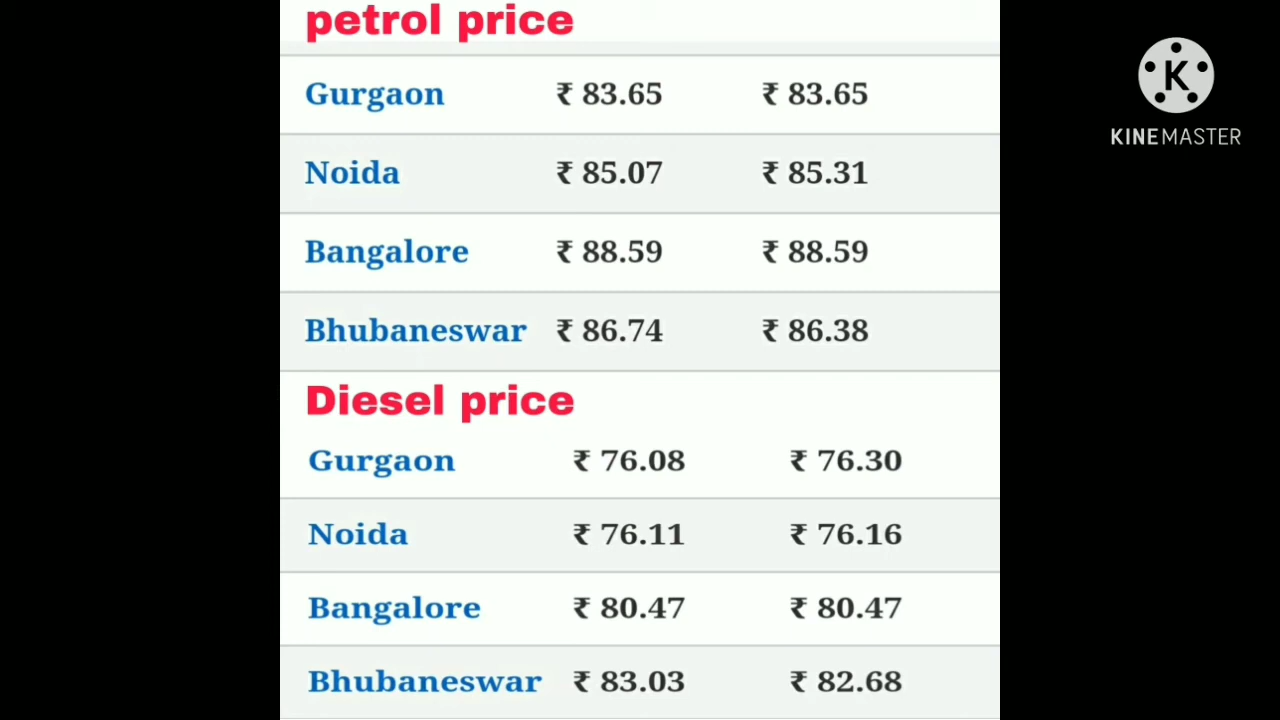 petrol price
Gurgaon ₹ 83.65 ₹ 83.65
Noida ₹ 85.07 ₹ 85.31
Bangalore ₹ 88.59 ₹ 88.59
Bhubaneswar ₹ 86.74 ₹ 86.38
Diesel price
Gurgaon ₹ 76.08 ₹ 76.30
Noida ₹ 76.11 ₹ 76.16
Bangalore ₹ 80.47 ₹ 80.47
Bhubaneswar ₹ 83.03 ₹ 82.68
K
KINEMASTER